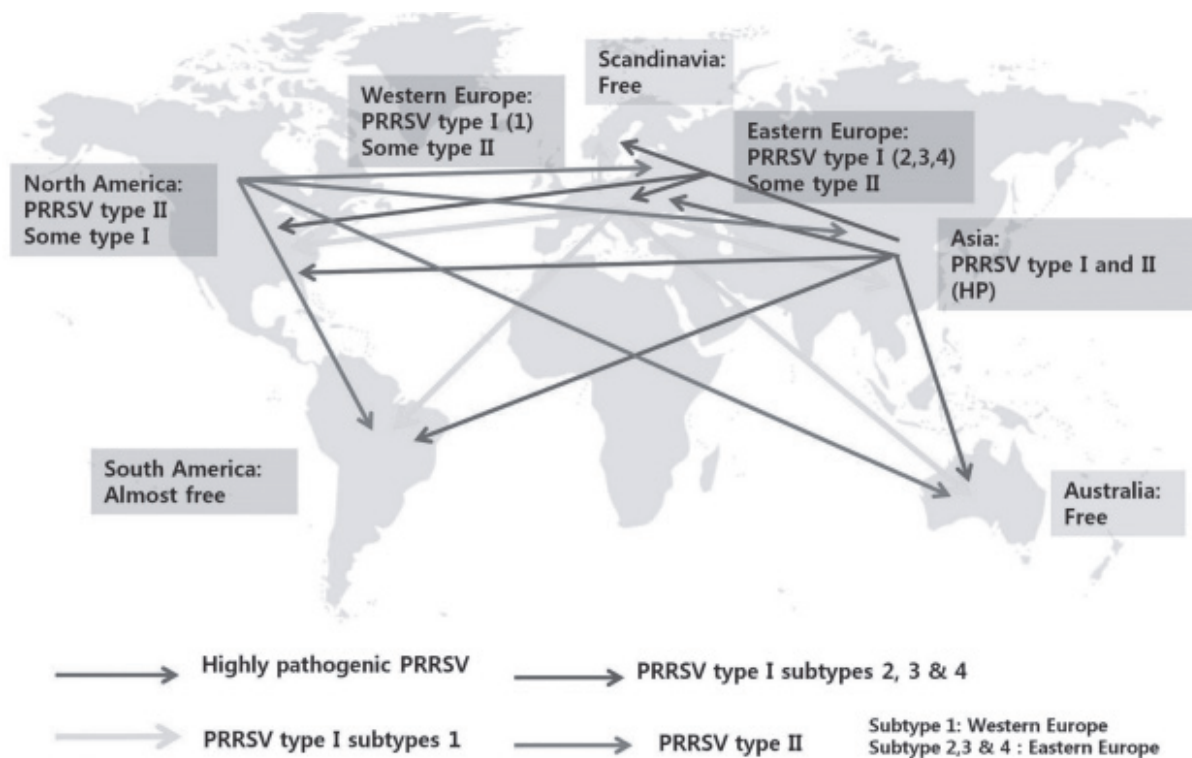 Scandinavia:
Free
Western Europe:
PRRSV type I (1)
Some type II
Eastern Europe:
PRRSV type I (2,3,4)
Some type II
North America:
PRRSV type II
Some type I
Asia:
PRRSV type I and II
(HP)
South America:
Almost free
Australia:
Free
Highly pathogenic PRRSV
PRRSV type I subtypes 2, 3 & 4
PRRSV type I subtypes 1
PRRSV type II
Subtype 1: Western Europe
Subtype 2,3 & 4 : Eastern Europe